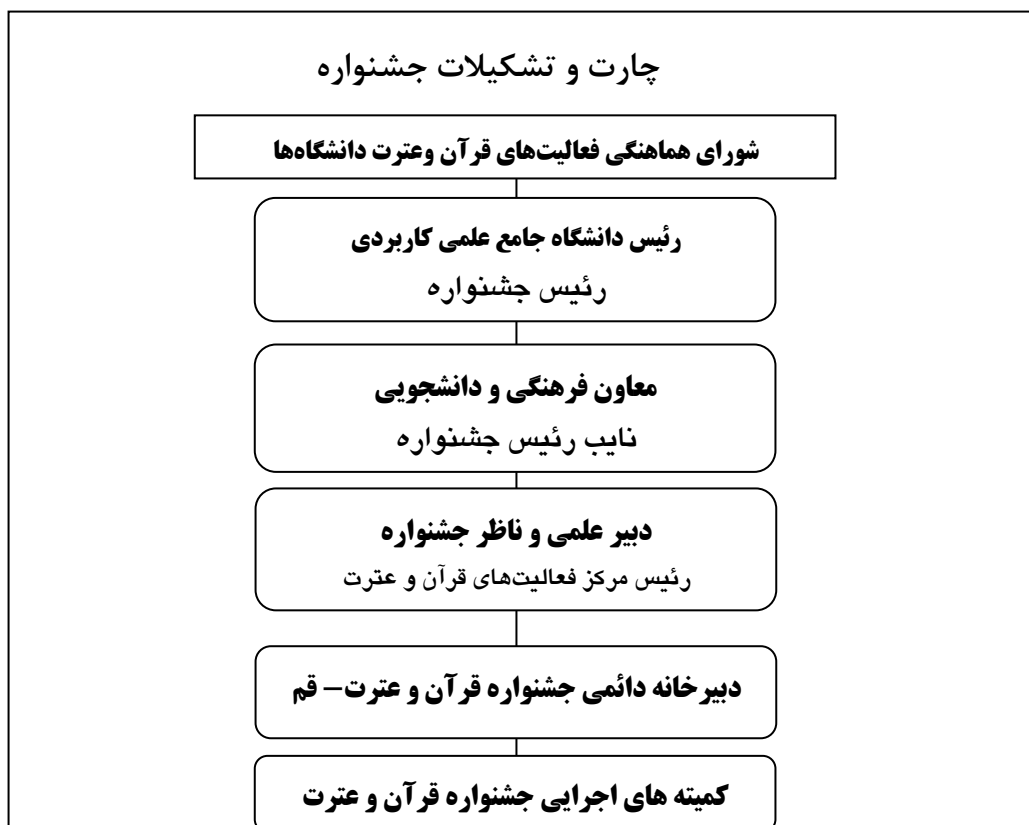 چارت و تشکیلات جشنواره
شورای هماهنگی فعالیت‌های قرآن وعترت دانشگاه‌ها
رئیس دانشگاه جامع علمی کاربردی
رئیس جشنواره
معاون فرهنگی و دانشجویی
نایب رئیس جشنواره
دبیر علمی و ناظر جشنواره
رئیس مرکز فعالیت‌های قرآن و عترت
دبیرخانه دائمی جشنواره قرآن و عترت– قم
کمیته های اجرایی جشنواره قرآن و عترت